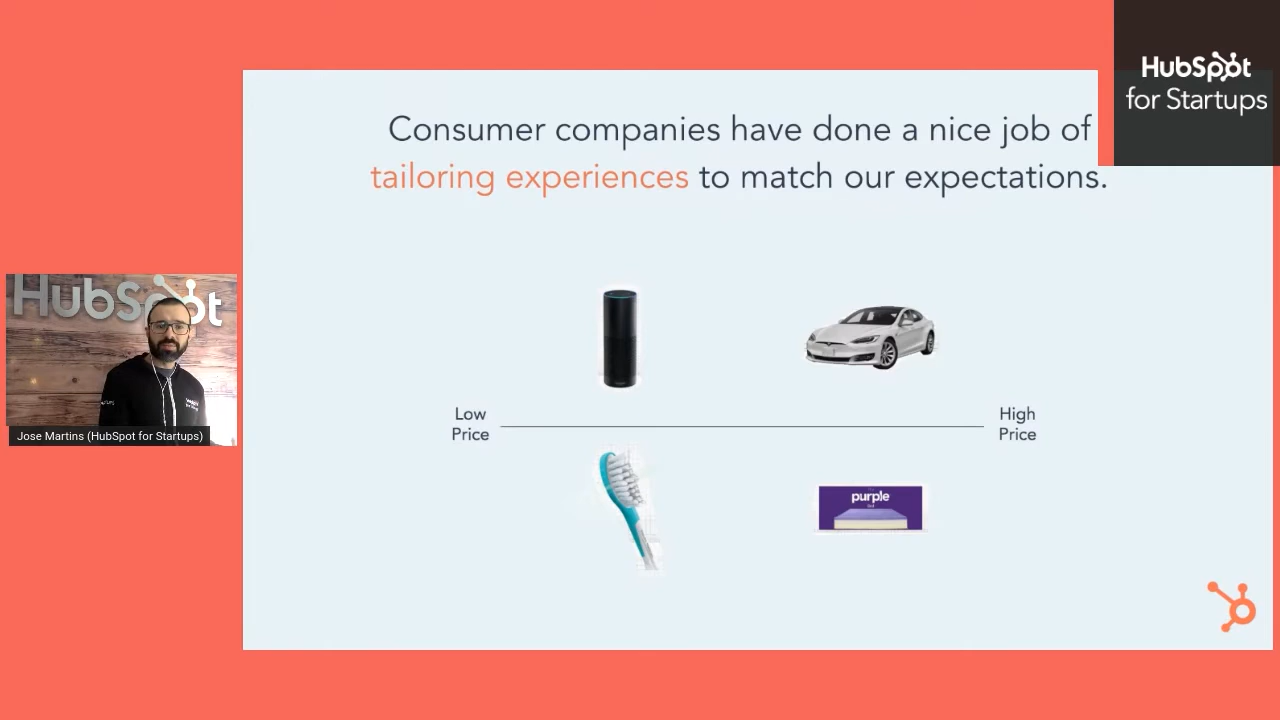 HubSpot
for Startups
Consumer companies have done a nice job of
tailoring experiences to match our expectations.
HubSpot
Jose Martins (HubSpot for Startups)
Low
Price
High
Price
purple